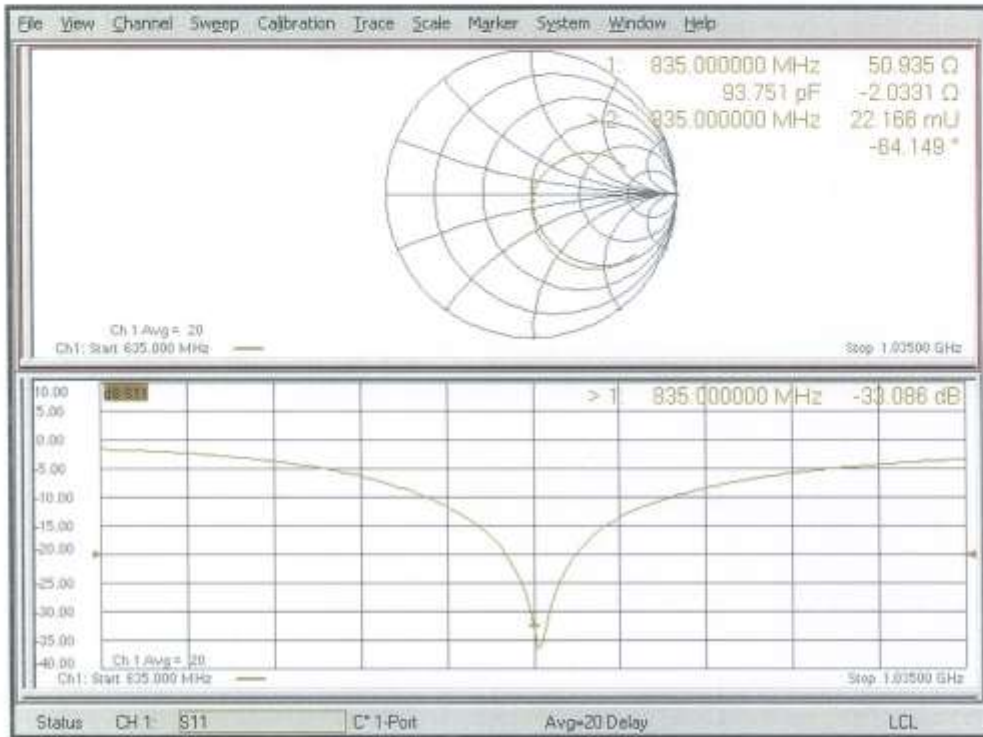 File View Channel Sweep Calibration Trace Scale Marker System Window Help
1: 835.000000 MHz 50.935 Ω
93.751 pF -2.0331 Ω
> 2: 835.000000 MHz 22.168 mU
-64.149 °
Ch 1 Avg = 20
Ch1: Start 635.000 MHz
Stop 1.03500 GHz
10.00
dB S11
> 1: 835.000000 MHz -33.086 dB
5.00
0.00
-5.00
-10.00
-15.00
-20.00
-25.00
-30.00
-35.00
-40.00
Ch 1 Avg = 20
Ch1: Start 635.000 MHz
Stop 1.03500 GHz
Status CH 1: S11 C* 1-Port Avg=20 Delay LCL